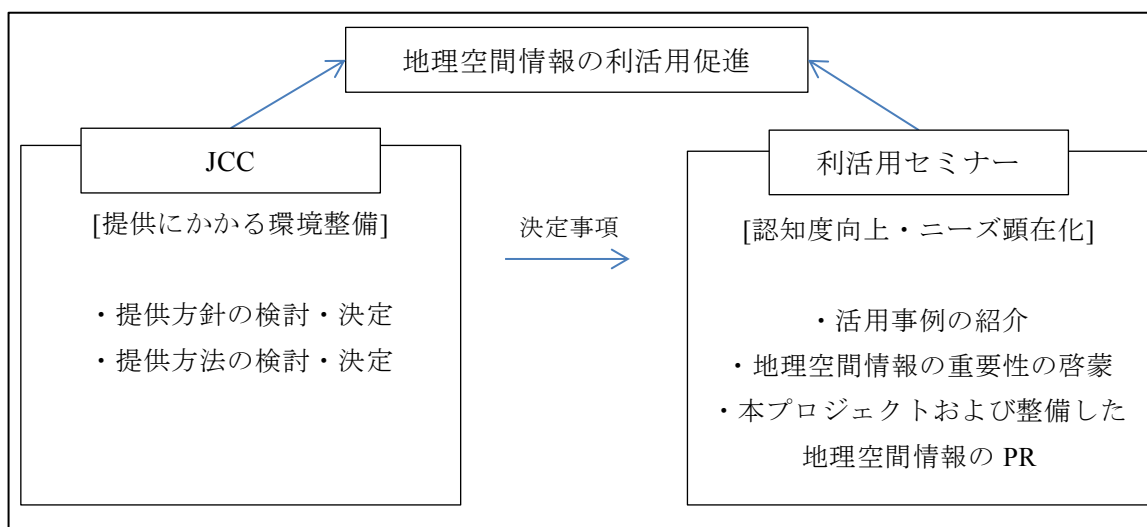 地理空間情報の利活用促進
JCC
[提供にかかる環境整備]
・提供方針の検討・決定
・提供方法の検討・決定
決定事項
利活用セミナー
[認知度向上・ニーズ顕在化]
・活用事例の紹介
・地理空間情報の重要性の啓蒙
・本プロジェクトおよび整備した
地理空間情報の PR